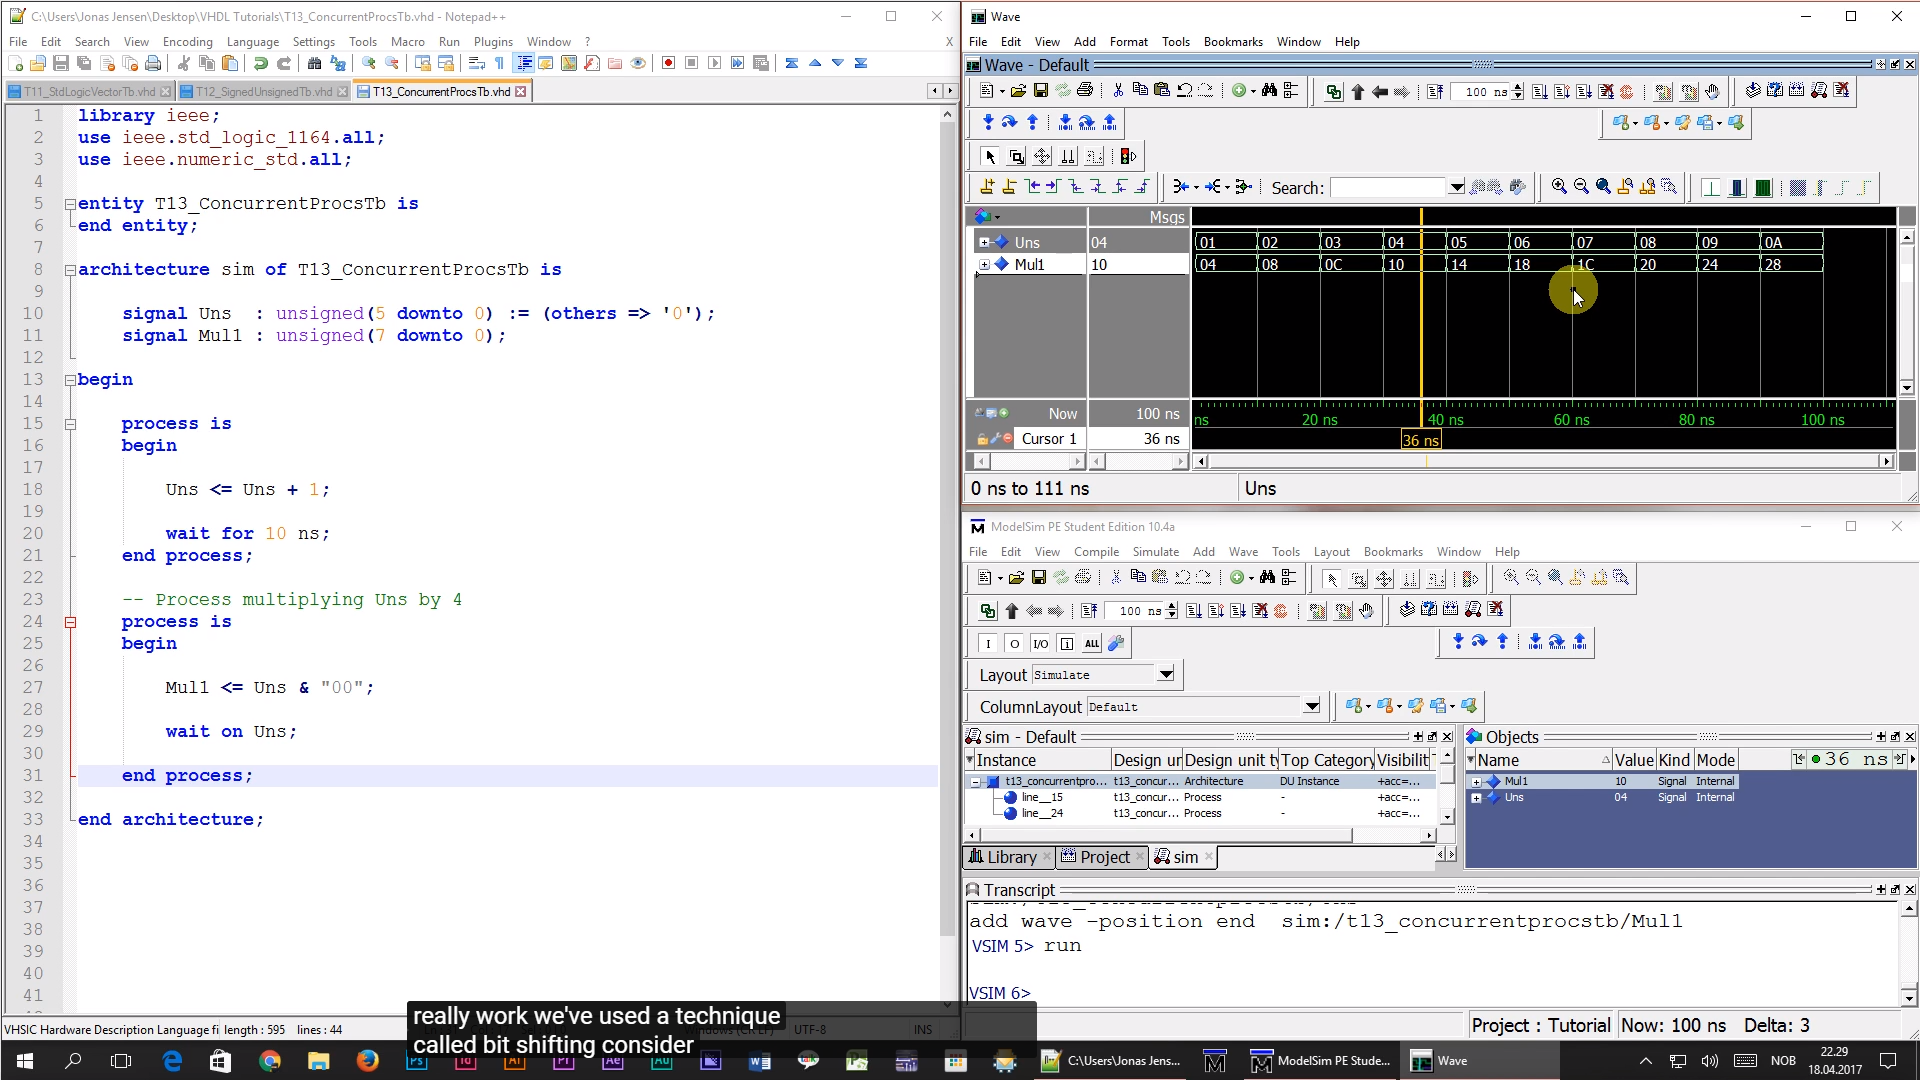 C:\Users\Jonas Jensen\Desktop\VHDL Tutorials\T13_ConcurrentProcsTb.vhd - Notepad++
File Edit Search View Encoding Language Settings Tools Macro Run Plugins Window ? X
T11_StdLogicVectorTb.vhd T12_SignedUnsignedTb.vhd T13_ConcurrentProcsTb.vhd
1 library ieee;
2 use ieee.std_logic_1164.all;
3 use ieee.numeric_std.all;
4
5 entity T13_ConcurrentProcsTb is
6 end entity;
7
8 architecture sim of T13_ConcurrentProcsTb is
9
10 signal Uns : unsigned(5 downto 0) := (others => '0');
11 signal Mul1 : unsigned(7 downto 0);
12
13 begin
14
15 process is
16 begin
17
18 Uns <= Uns + 1;
19
20 wait for 10 ns;
21 end process;
22
23 -- Process multiplying Uns by 4
24 process is
25 begin
26
27 Mul1 <= Uns & "00";
28
29 wait on Uns;
30
31 end process;
32
33 end architecture;
34
35
36
37
38
39
40
41
VHSIC Hardware Description Language fi length : 595 lines : 44 UTF-8 INS
really work we've used a technique
called bit shifting consider
Wave
File Edit View Add Format Tools Bookmarks Window Help
Wave - Default
100 ns
Search:
Msgs
Uns 04 01 02 03 04 05 06 07 08 09 0A
Mul1 10 04 08 0C 10 14 18 1C 20 24 28
Now 100 ns ns 20 ns 40 ns 60 ns 80 ns 100 ns
Cursor 1 36 ns 36 ns
0 ns to 111 ns Uns
ModelSim PE Student Edition 10.4a
File Edit View Compile Simulate Add Wave Tools Layout Bookmarks Window Help
100 ns
I O I/O ALL
Layout Simulate
ColumnLayout Default
sim - Default
Instance Design ur Design unit t Top Category Visibilit
t13_concurrentpro... t13_concur... Architecture DU Instance +acc=...
line__15 t13_concur... Process - +acc=...
line__24 t13_concur... Process - +acc=...
Library Project sim
Objects
Name Value Kind Mode 36 ns
Mul1 10 Signal Internal
Uns 04 Signal Internal
Transcript
add wave -position end sim:/t13_concurrentprocstb/Mul1
VSIM 5> run
VSIM 6>
Project : Tutorial Now: 100 ns Delta: 3
C:\Users\Jonas Jens... ModelSim PE Stude... Wave
NOB
22.29
18.04.2017